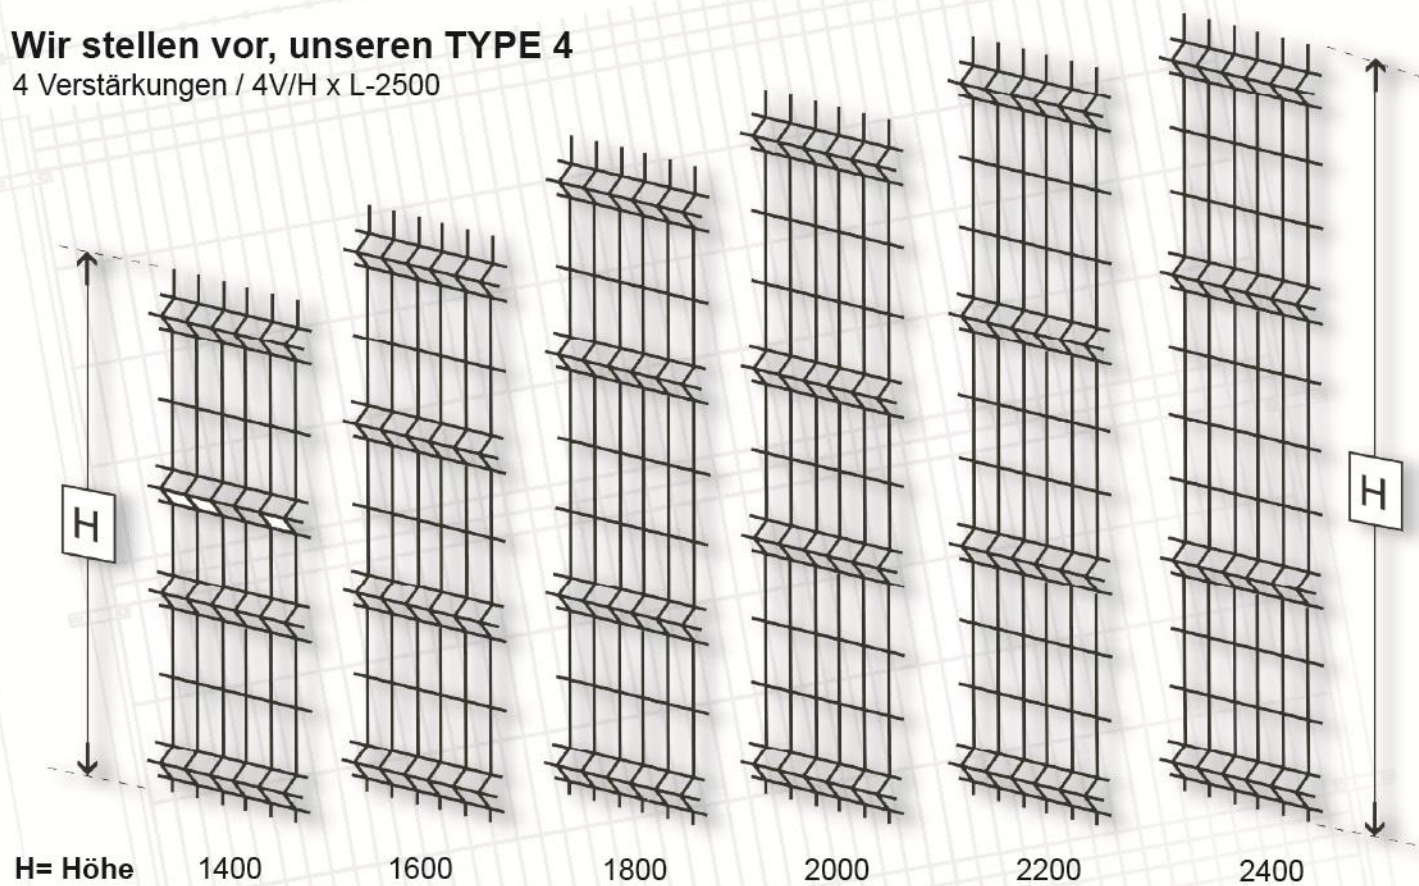 Wir stellen vor, unseren TYPE 4
4 Verstärkungen / 4V/H x L-2500
H
H
H= Höhe 1400 1600 1800 2000 2200 2400